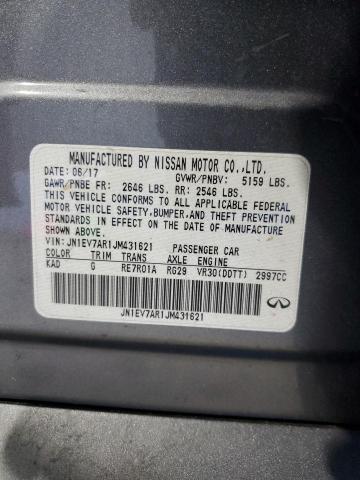 MANUFACTURED BY NISSAN MOTOR CO.,LTD.
DATE: 06/17 GVWR/PNBV: 5159 LBS.
GAWR/PNBE FR: 2646 LBS. RR: 2546 LBS.
THIS VEHICLE CONFORMS TO ALL APPLICABLE FEDERAL
MOTOR VEHICLE SAFETY,BUMPER,AND THEFT PREVENTION
STANDARDS IN EFFECT ON THE DATE OF MANUFACTURE
SHOWN ABOVE.
VIN: JN1EV7AR1JM431621 PASSENGER CAR
COLOR TRIM TRANS AXLE ENGINE
KAD G RE7R01A RG29 VR30(DDTT) 2997CC
JN1EV7AR1JM431621
INFINITI